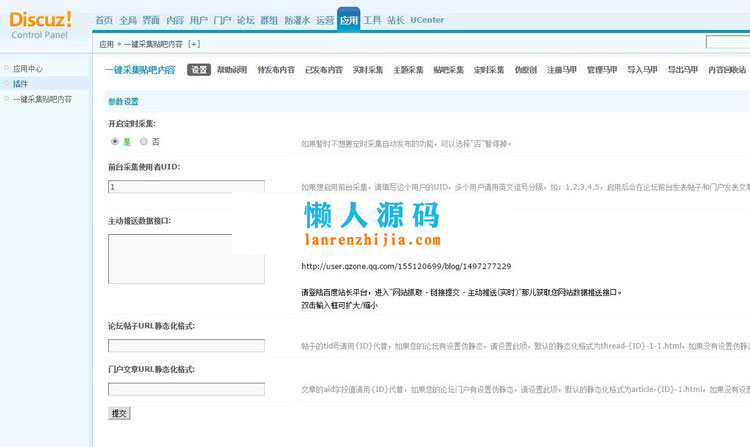 Discuz!
Control Panel
首页 全局 界面 内容 用户 门户 论坛 群组 防灌水 运营 应用 工具 站长 UCenter
应用 » 一键采集贴吧内容 [+]
应用中心
插件
一键采集贴吧内容
一键采集贴吧内容 设置 帮助说明 待发布内容 已发布内容 实时采集 主题采集 贴吧采集 定时采集 伪原创 注册马甲 管理马甲 导入马甲 导出马甲 内容回收站
参数设置
开启定时采集:
是 否
如果暂时不想要定时采集自动发布的功能，可以选择"否"暂停掉。
前台采集使用者UID:
1
如果想启用前台采集，请填写这个用户的UID，多个用户请用英文逗号分隔，如：1,2,3,4,5，启用后会在论坛前台发表帖子和门户发表文章
主动推送数据接口:
懒人源码
lanrenzhijia.com
http://user.qzone.qq.com/155120699/blog/1497277229
请登陆百度站长平台，进入"网站抓取 - 链接提交 - 主动推送(实时)"那儿获取您网站数据推送接口。
双击输入框可扩大/缩小
论坛帖子URL静态化格式:
帖子的tid号请用{ID}代替，如果您的论坛有设置伪静态，请设置此项，默认的静态化格式为thread-{ID}-1-1.html，如果没有设置伪静
门户文章URL静态化格式:
文章的aid字段值请用{ID}代替，如果您的论坛门户有设置伪静态，请设置此项，默认的静态化格式为article-{ID}-1.html，如果没有设
提交